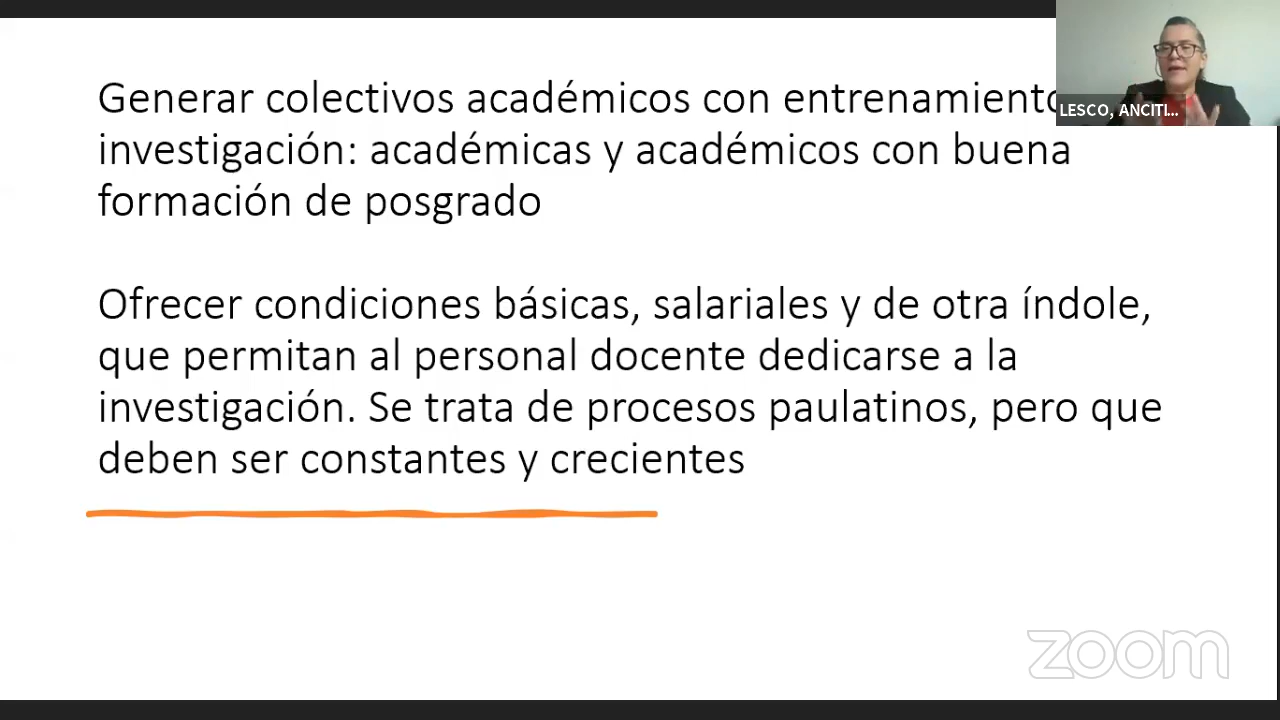 Generar colectivos académicos con entrenamiento
LESCO, ANCITI...
investigación: académicas y académicos con buena
formación de posgrado
Ofrecer condiciones básicas, salariales y de otra índole,
que permitan al personal docente dedicarse a la
investigación. Se trata de procesos paulatinos, pero que
deben ser constantes y crecientes
zoom